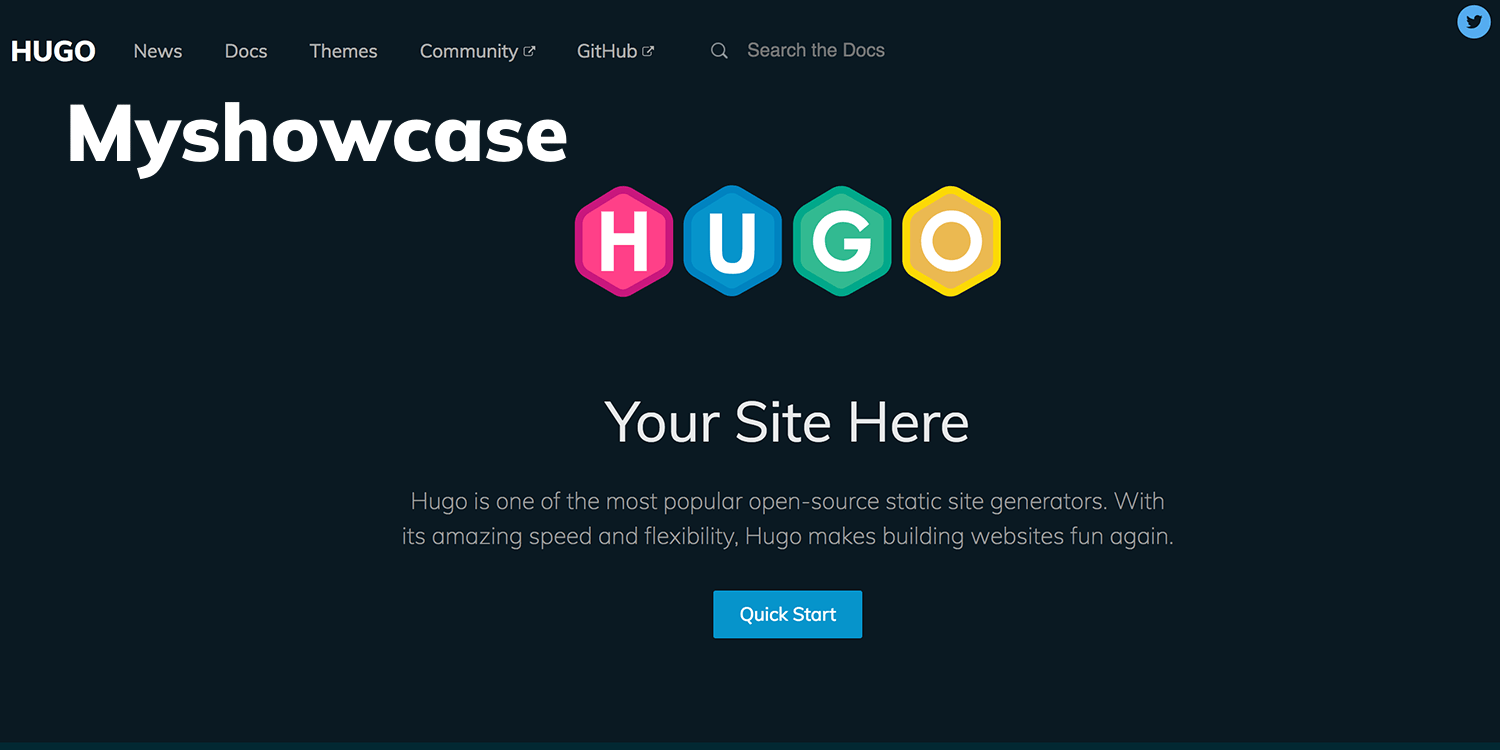 HUGO News Docs Themes Community GitHub Search the Docs
Myshowcase
HUGO
Your Site Here
Hugo is one of the most popular open-source static site generators. With
its amazing speed and flexibility, Hugo makes building websites fun again.
Quick Start